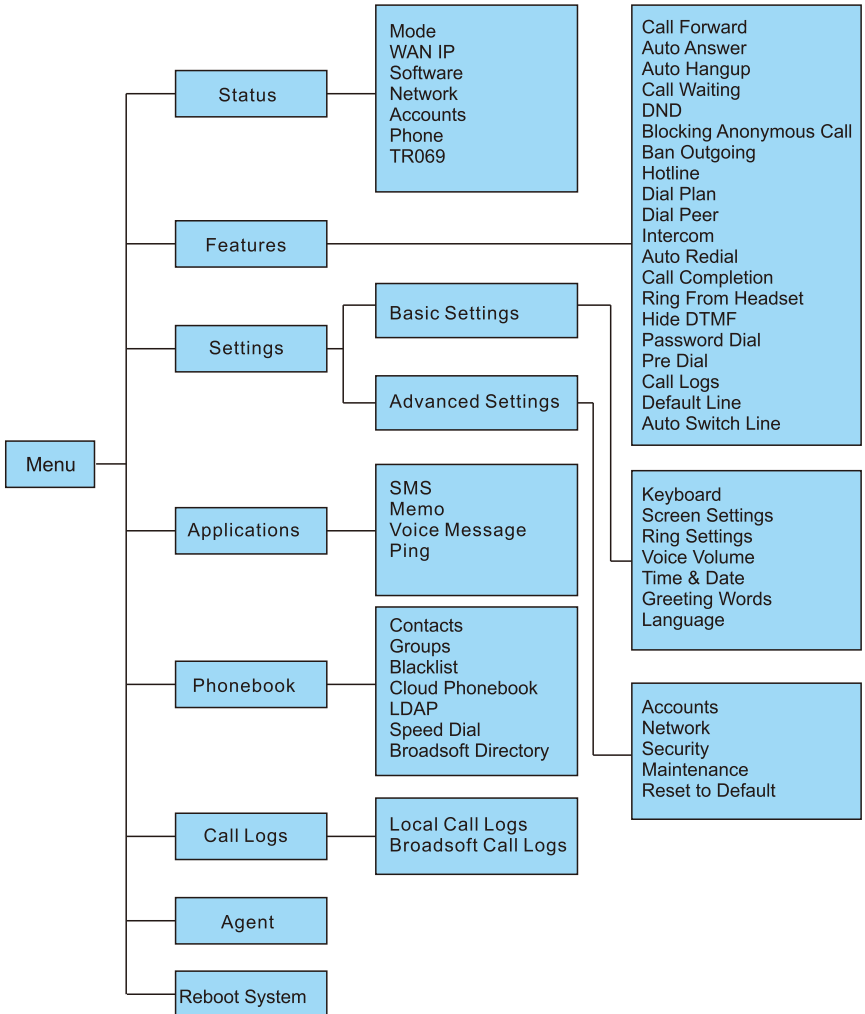 Menu
Status
Mode
WAN IP
Software
Network
Accounts
Phone
TR069
Features
Call Forward
Auto Answer
Auto Hangup
Call Waiting
DND
Blocking Anonymous Call
Ban Outgoing
Hotline
Dial Plan
Dial Peer
Intercom
Auto Redial
Call Completion
Ring From Headset
Hide DTMF
Password Dial
Pre Dial
Call Logs
Default Line
Auto Switch Line
Settings
Basic Settings
Keyboard
Screen Settings
Ring Settings
Voice Volume
Time & Date
Greeting Words
Language
Advanced Settings
Accounts
Network
Security
Maintenance
Reset to Default
Applications
SMS
Memo
Voice Message
Ping
Phonebook
Contacts
Groups
Blacklist
Cloud Phonebook
LDAP
Speed Dial
Broadsoft Directory
Call Logs
Local Call Logs
Broadsoft Call Logs
Agent
Reboot System